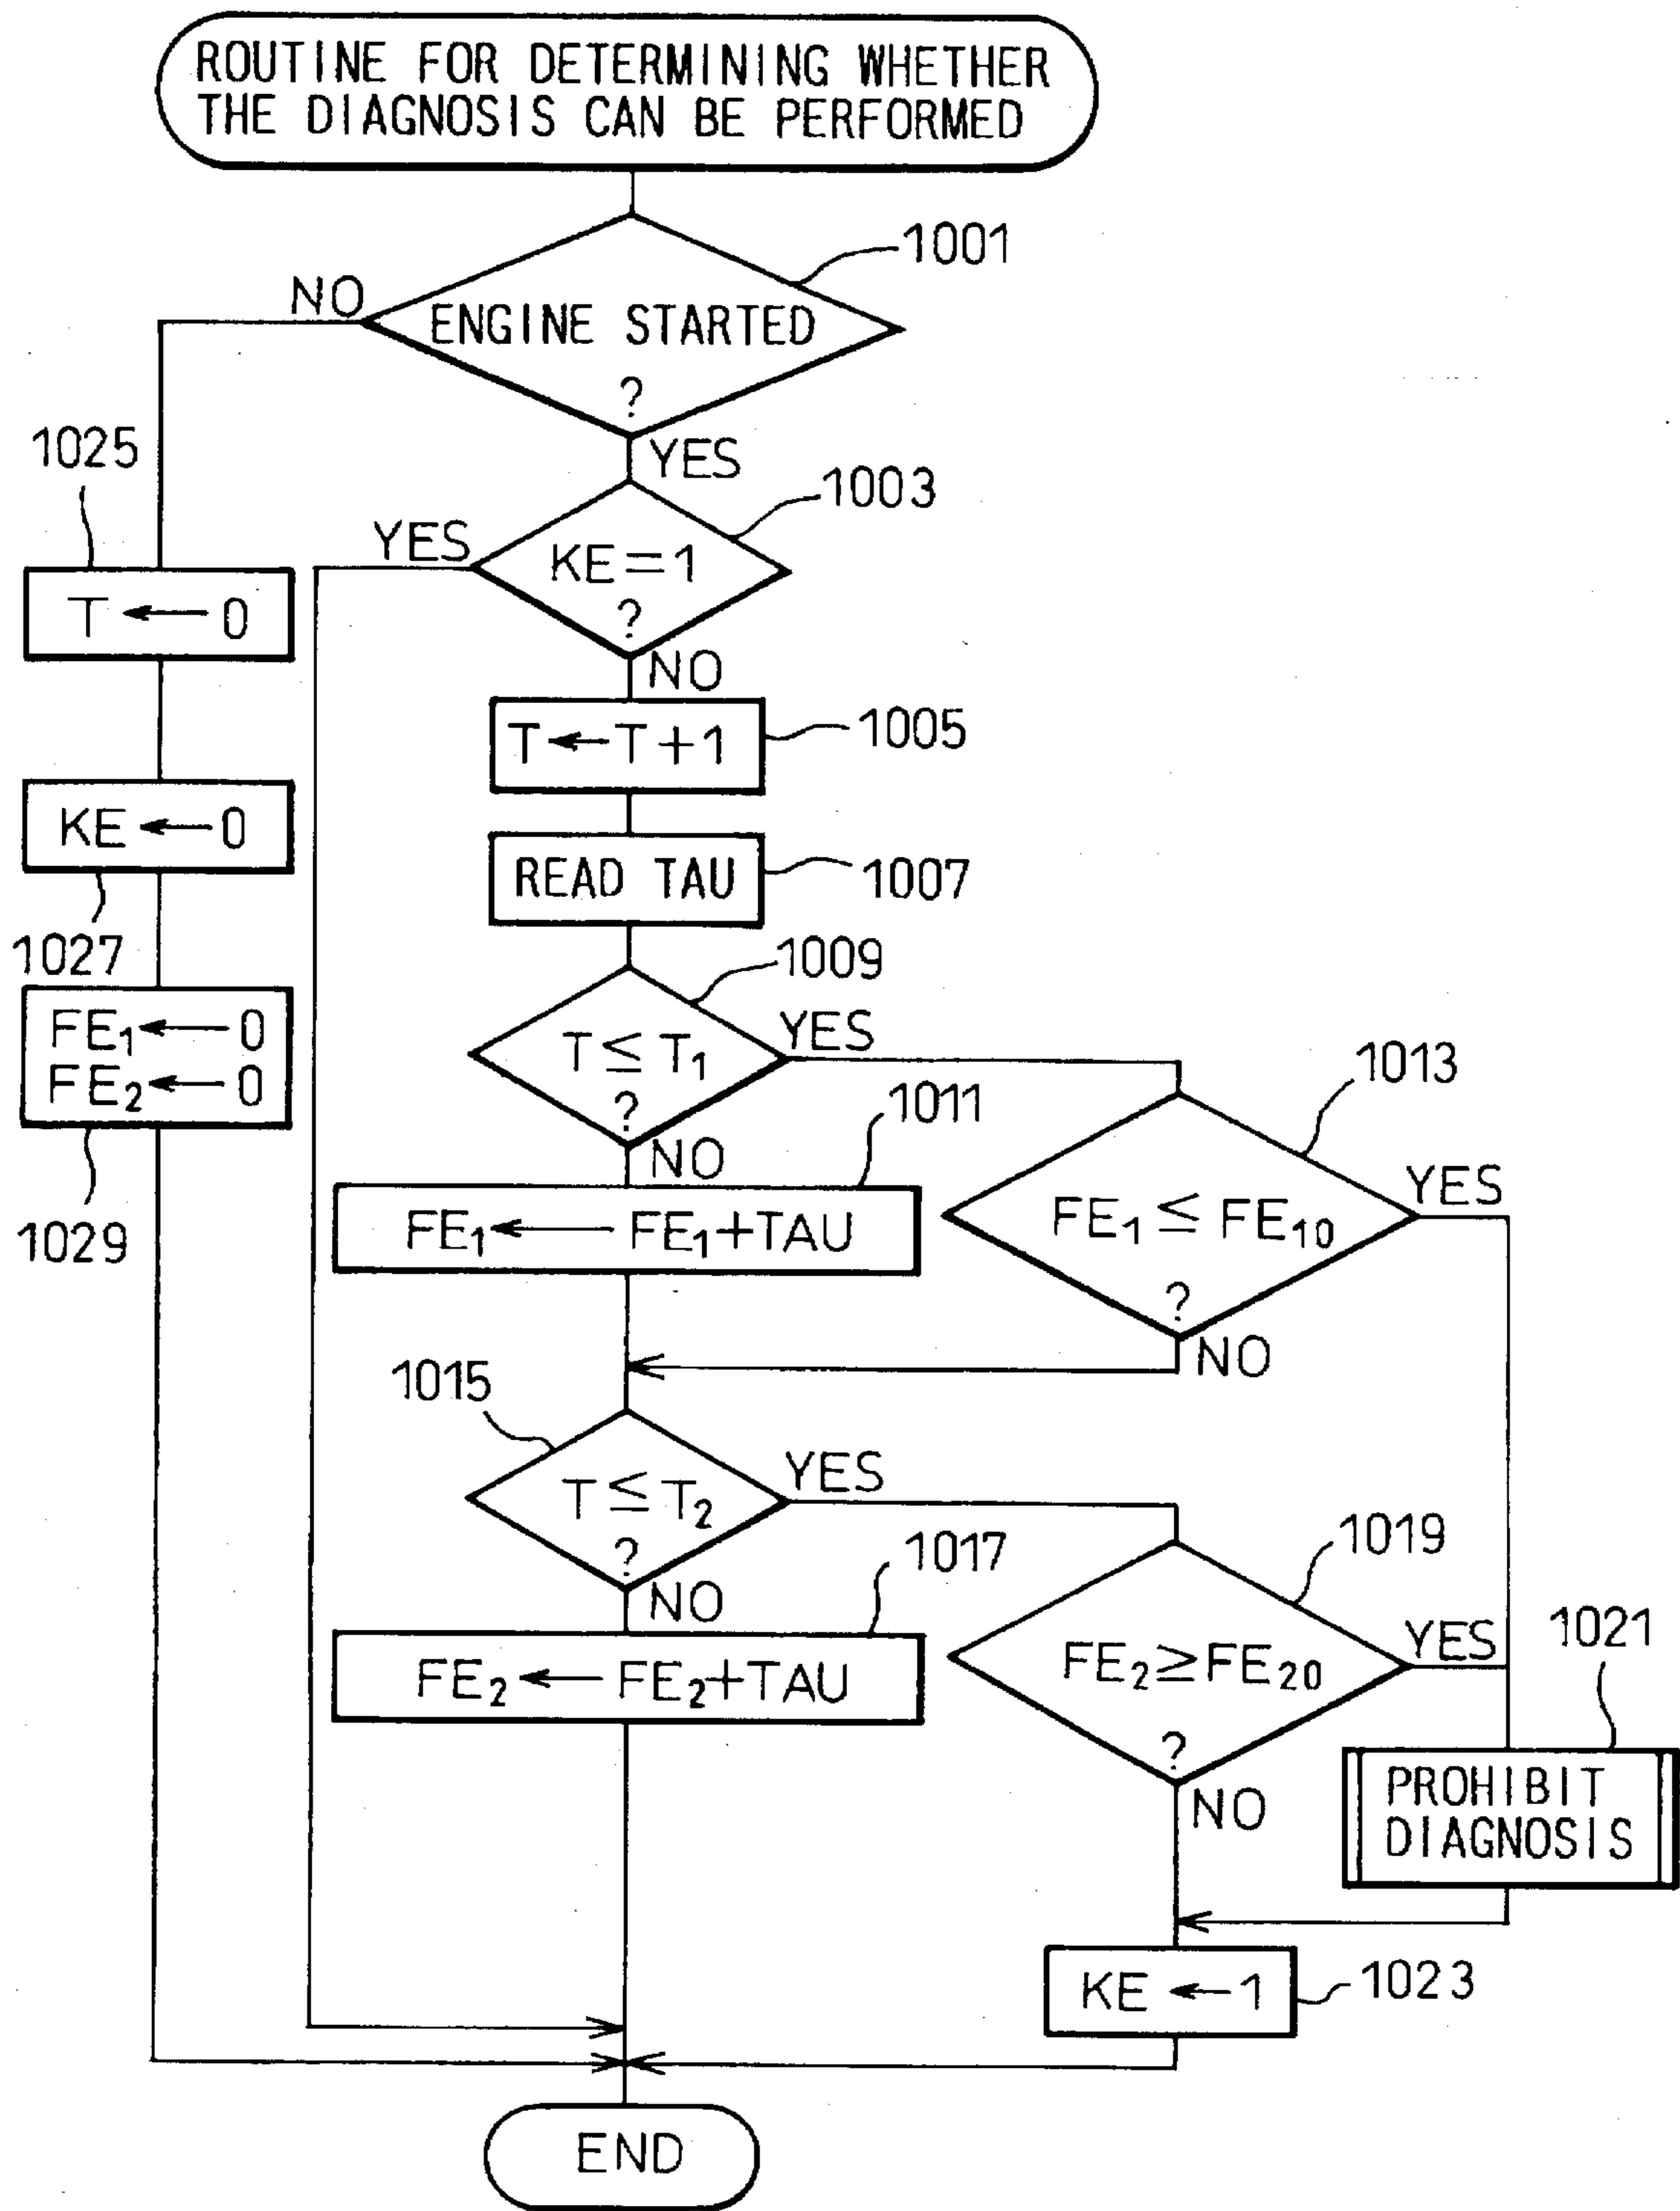 ROUTINE FOR DETERMINING WHETHER
THE DIAGNOSIS CAN BE PERFORMED
1001
NO
ENGINE STARTED
?
YES
1025
1003
YES
KE=1
?
T ← 0
NO
T ← T+1
1005
KE ← 0
READ TAU
1007
1027
1009
FE₁ ← 0
FE₂ ← 0
T ≤ T₁
?
YES
1013
1011
NO
1029
FE₁ ← FE₁+TAU
FE₁ ≤ FE₁₀
?
YES
NO
1015
T ≤ T₂
?
YES
1017
1019
NO
FE₂ ← FE₂+TAU
FE₂ ≥ FE₂₀
?
YES
1021
NO
PROHIBIT
DIAGNOSIS
KE ← 1
1023
END